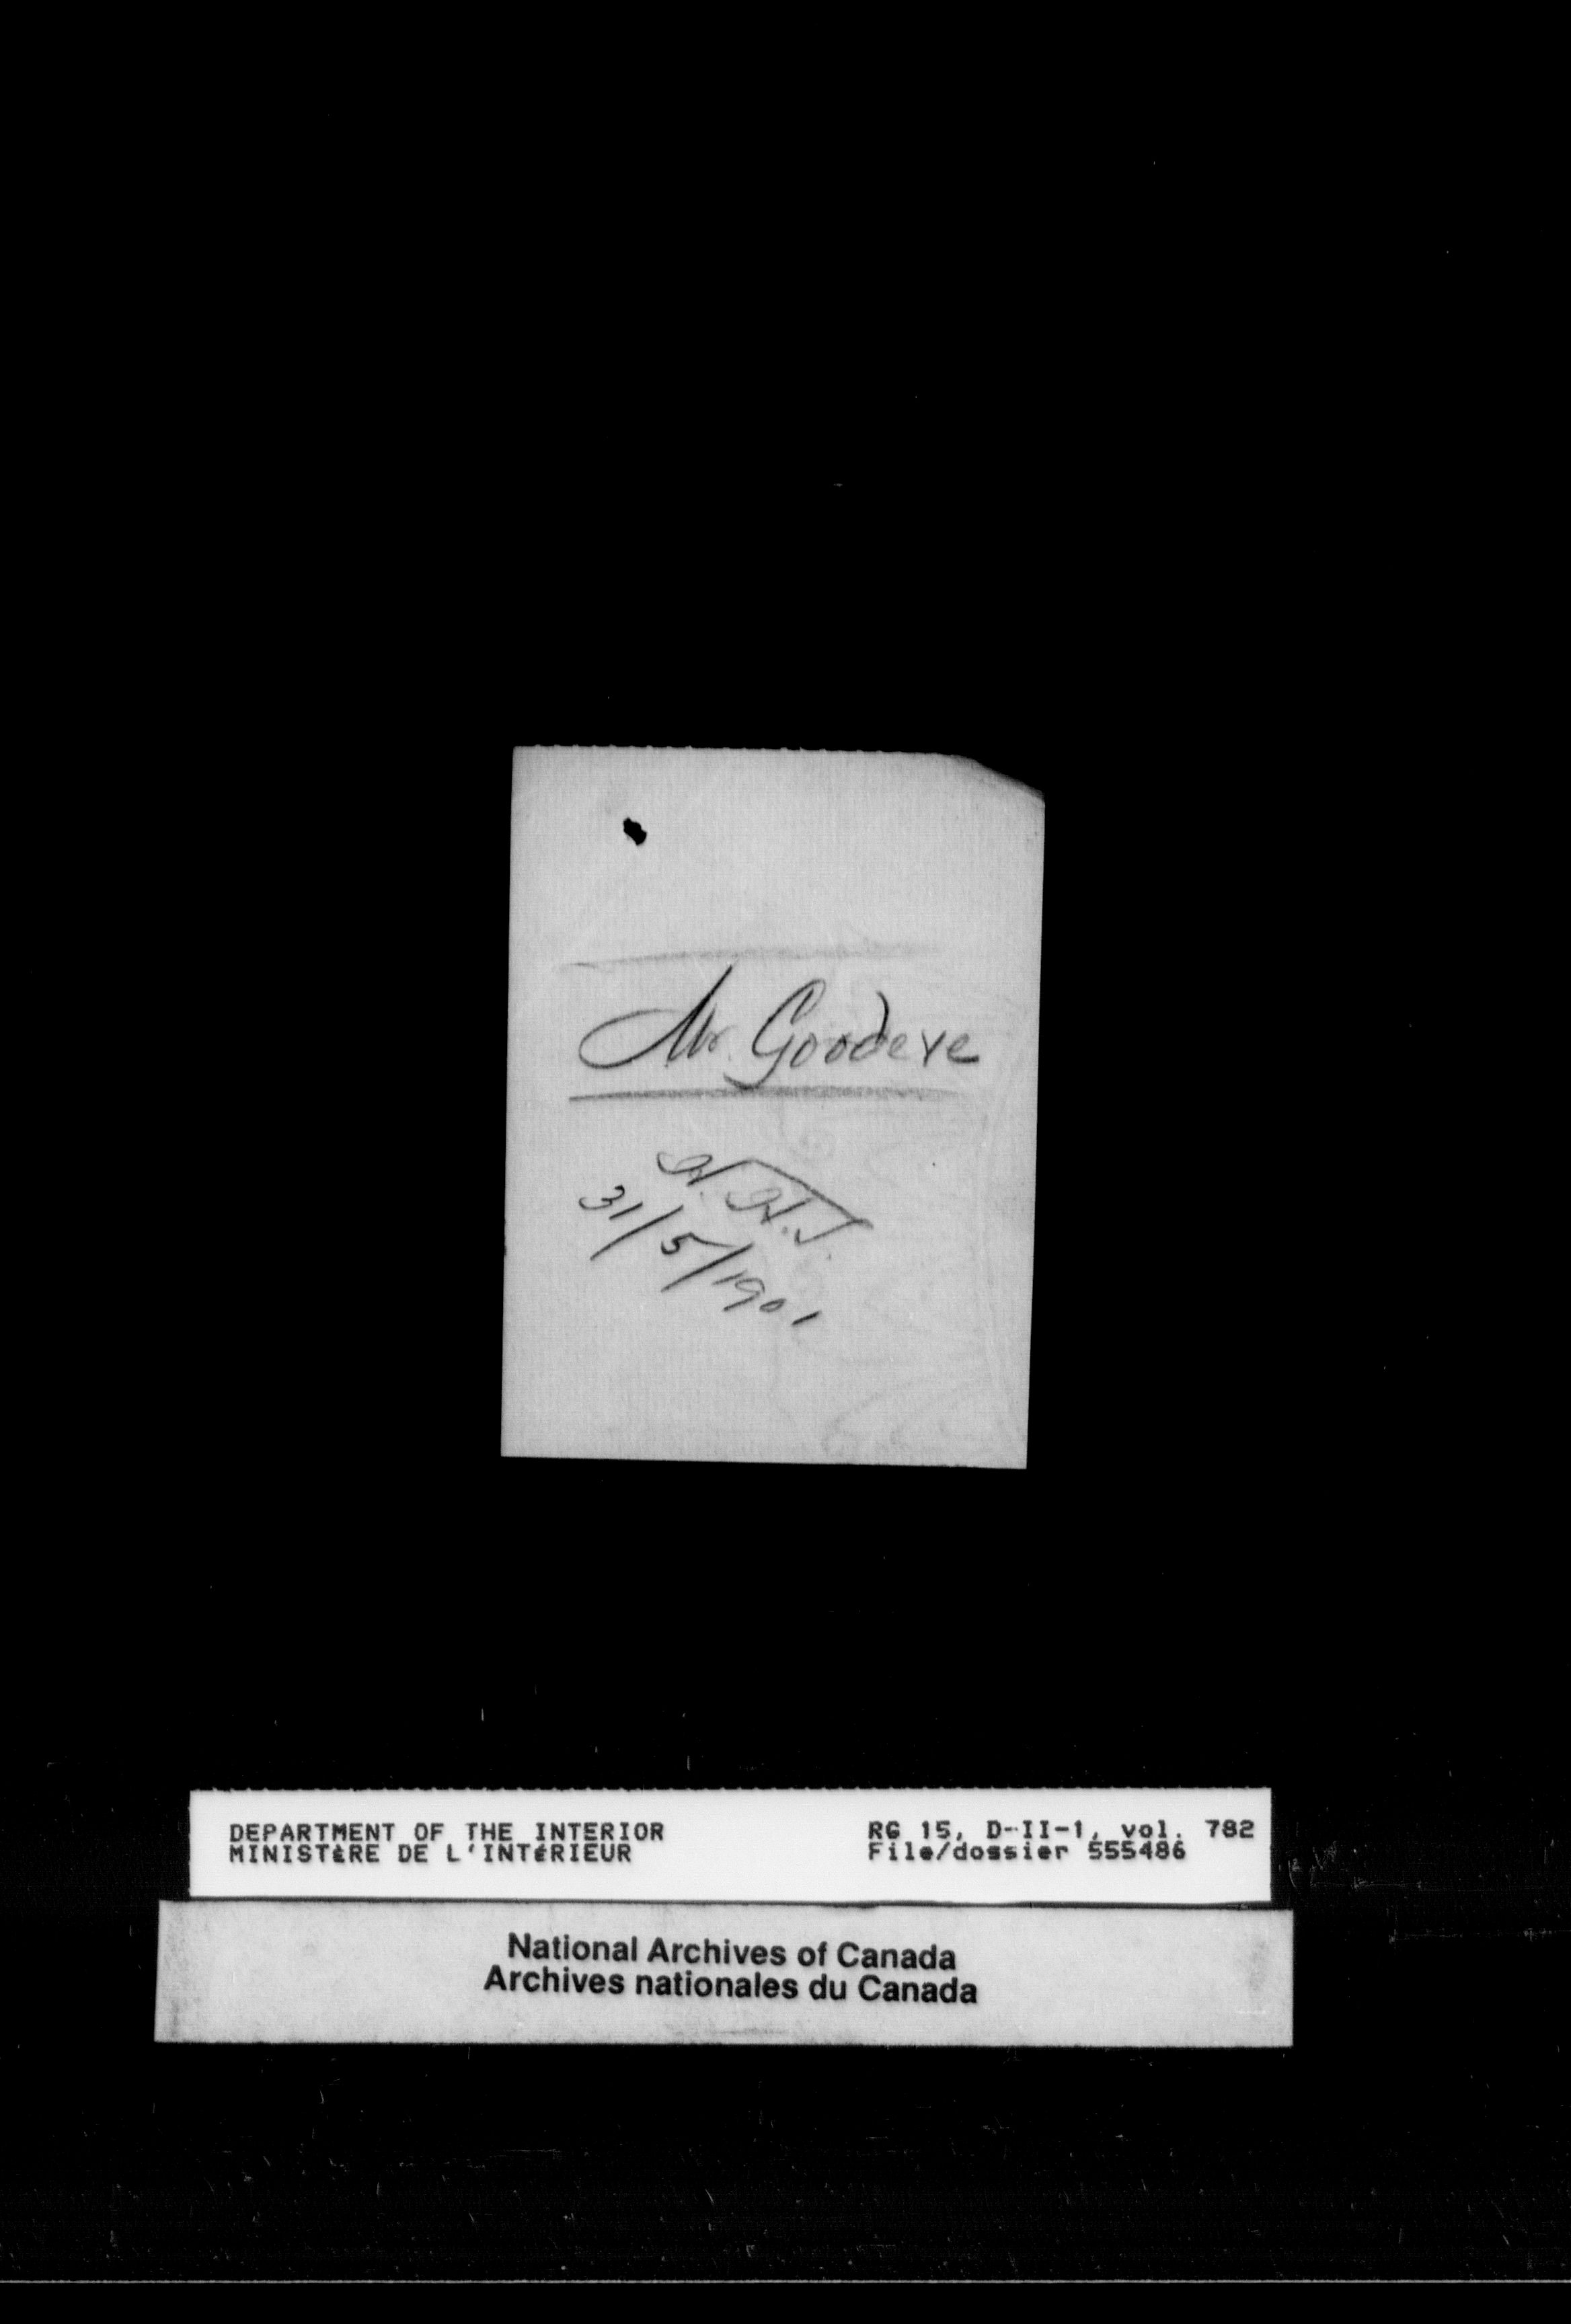 Mr. Goodeve
N. H. J.
31/5/1901
DEPARTMENT OF THE INTERIOR
MINISTÈRE DE L'INTÉRIEUR
RG 15, D-II-1, vol. 782
File/dossier 555486
National Archives of Canada
Archives nationales du Canada